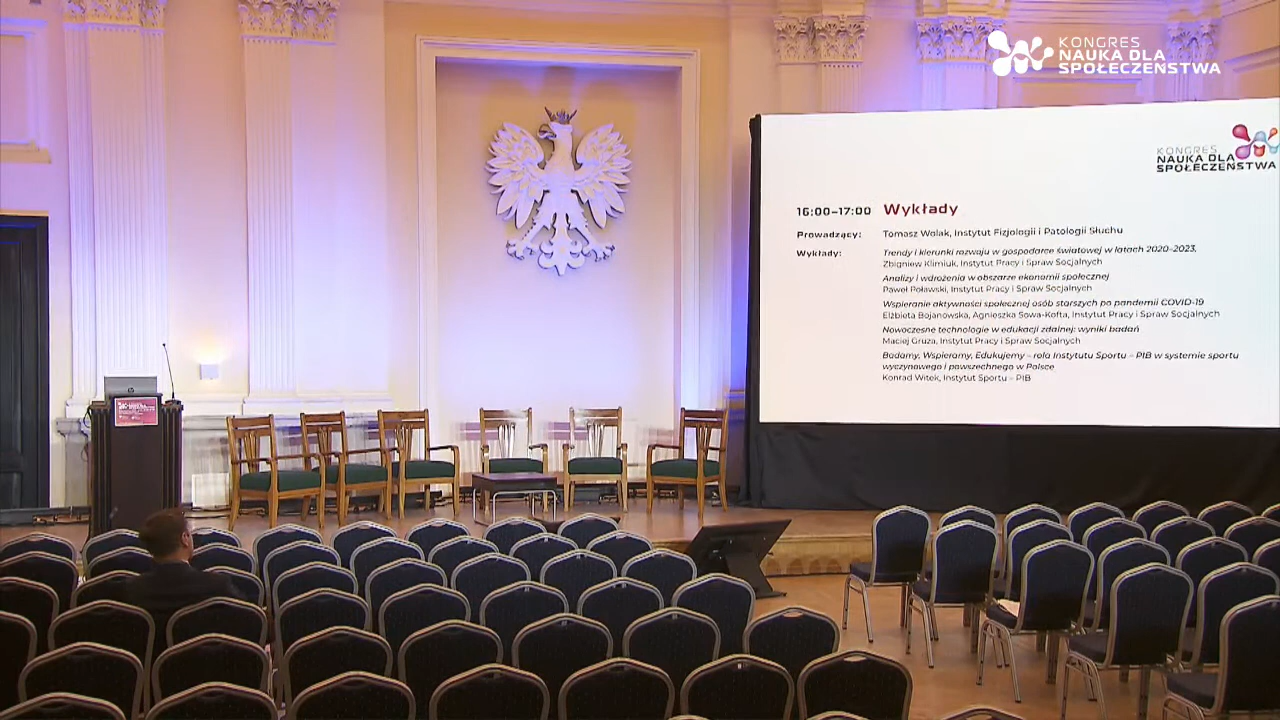 KONGRES
NAUKA DLA
SPOŁECZEŃSTWA
KONGRES
NAUKA DLA
SPOŁECZEŃSTWA
16:00–17:00 Wykłady
Prowadzący: Tomasz Wolak, Instytut Fizjologii i Patologii Słuchu
Wykłady: Trendy i kierunki rozwoju w gospodarce światowej w latach 2020–2023,
Zbigniew Klimiuk, Instytut Pracy i Spraw Socjalnych
Analizy i wdrożenia w obszarze ekonomii społecznej
Paweł Poławski, Instytut Pracy i Spraw Socjalnych
Wspieranie aktywności społecznej osób starszych po pandemii COVID-19
Elżbieta Bojanowska, Agnieszka Sowa-Kofta, Instytut Pracy i Spraw Socjalnych
Nowoczesne technologie w edukacji zdalnej: wyniki badań
Maciej Gruza, Instytut Pracy i Spraw Socjalnych
Badamy, Wspieramy, Edukujemy – rola Instytutu Sportu – PIB w systemie sportu
wyczynowego i powszechnego w Polsce
Konrad Witek, Instytut Sportu – PIB
hp